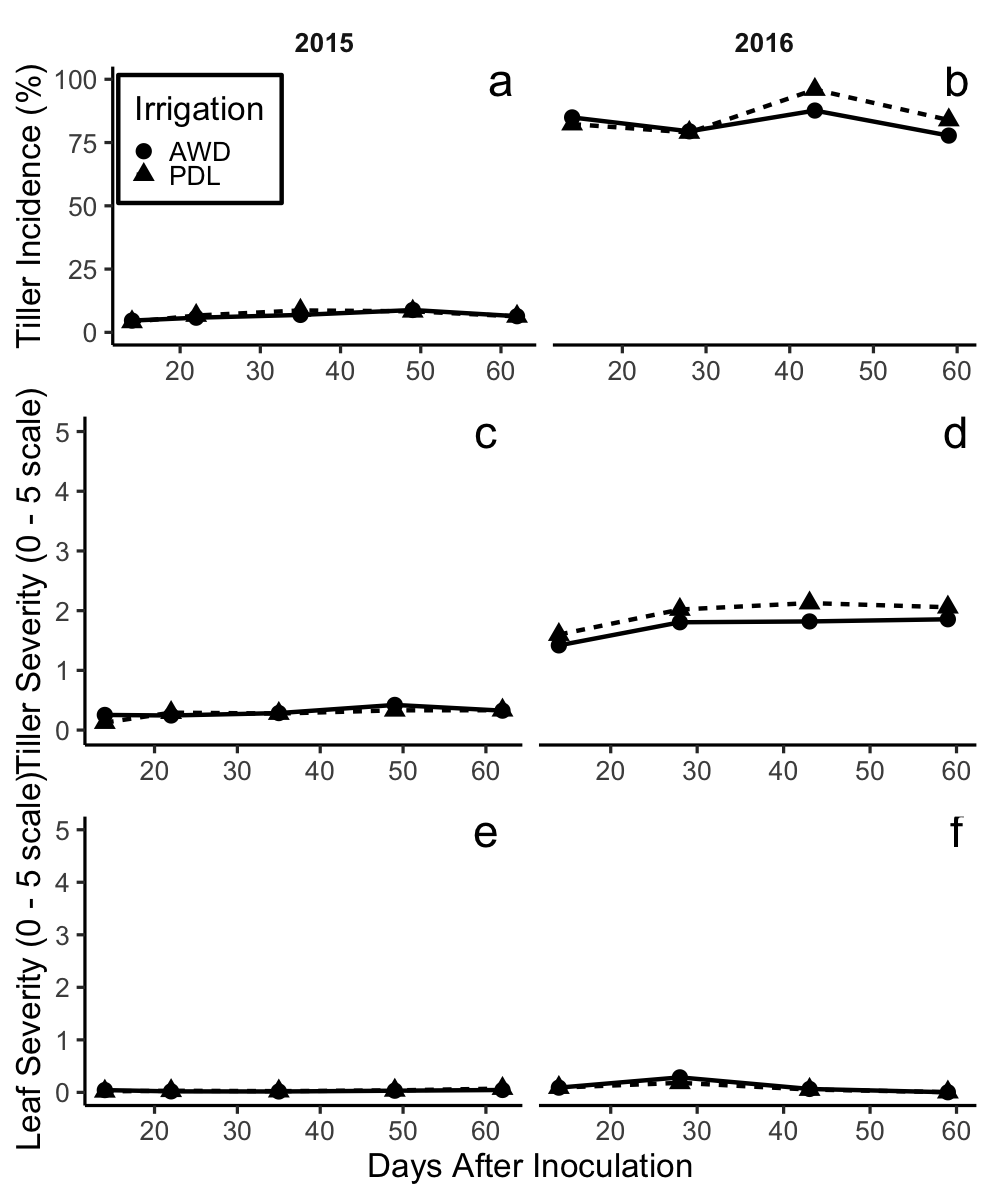 2015
2016
Tiller Incidence (%)
100
75
50
25
0
Irrigation
AWD
PDL
a
b
20 30 40 50 60
20 30 40 50 60
Tiller Severity (0 - 5 scale)
5
4
3
2
1
0
c
d
20 30 40 50 60
20 30 40 50 60
Leaf Severity (0 - 5 scale)
5
4
3
2
1
0
e
f
20 30 40 50 60
20 30 40 50 60
Days After Inoculation